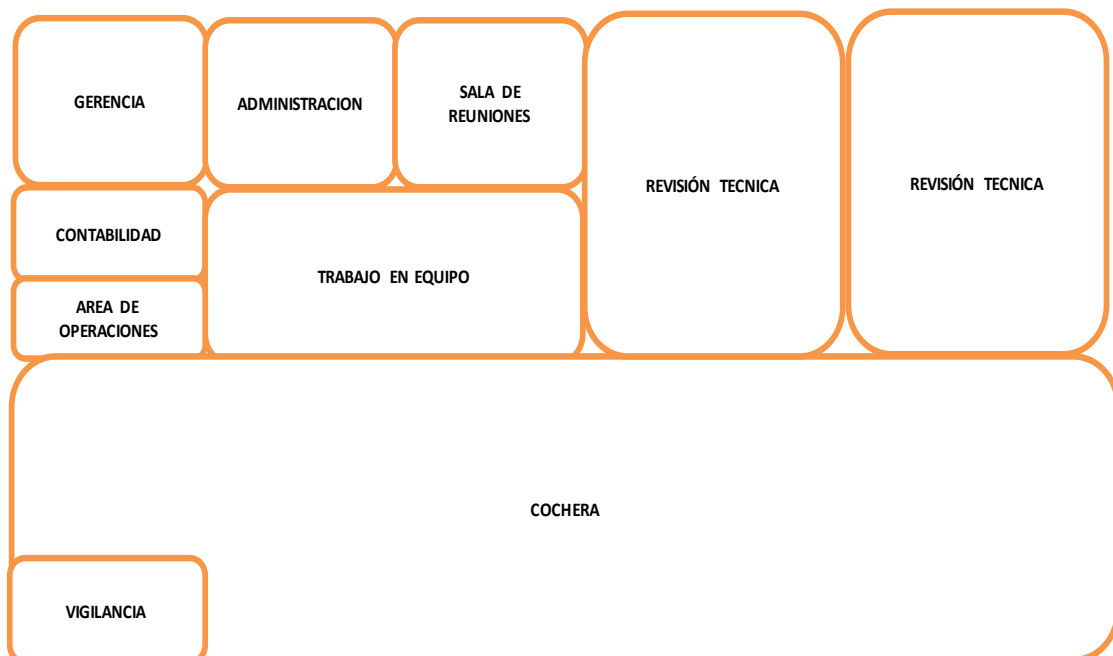 GERENCIA
ADMINISTRACION
SALA DE
REUNIONES
REVISIÓN TECNICA
REVISIÓN TECNICA
CONTABILIDAD
TRABAJO EN EQUIPO
AREA DE
OPERACIONES
COCHERA
VIGILANCIA